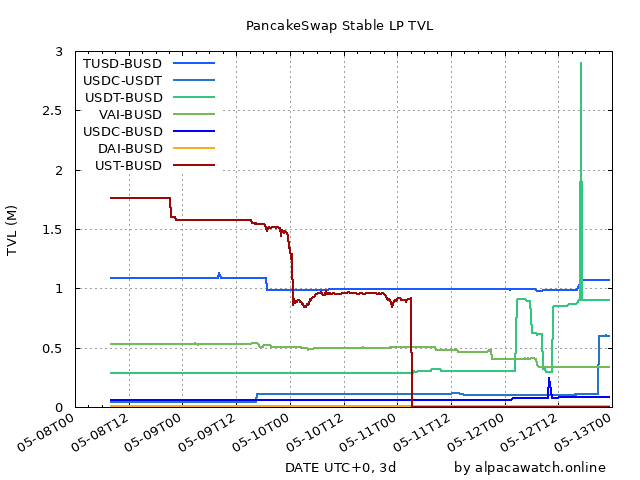 PancakeSwap Stable LP TVL
3
2.5
2
1.5
1
0.5
0
TVL (M)
TUSD-BUSD
USDC-USDT
USDT-BUSD
VAI-BUSD
USDC-BUSD
DAI-BUSD
UST-BUSD
05-08T00
05-08T12
05-09T00
05-09T12
05-10T00
05-10T12
05-11T00
05-11T12
05-12T00
05-12T12
05-13T00
DATE UTC+0, 3d
by alpacawatch.online